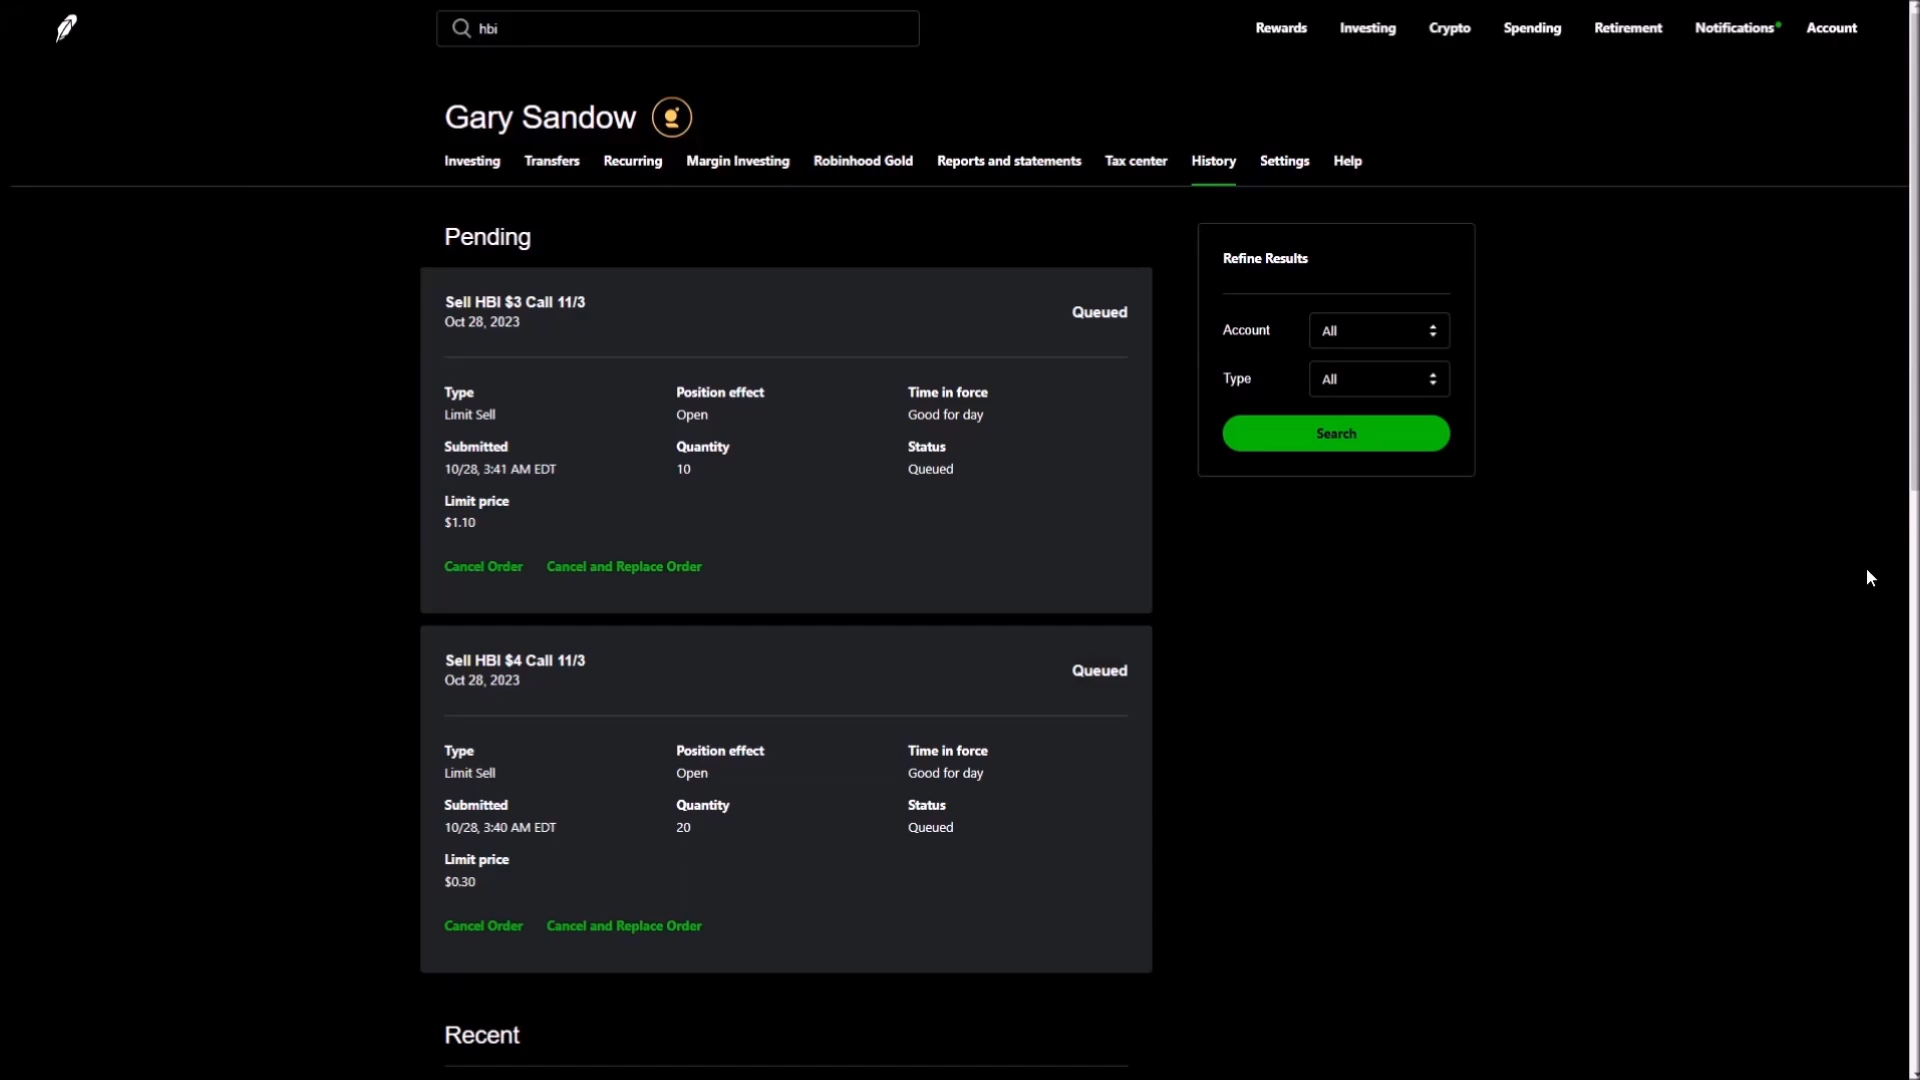 hbi
Rewards Investing Crypto Spending Retirement Notifications Account
Gary Sandow
Investing Transfers Recurring Margin Investing Robinhood Gold Reports and statements Tax center History Settings Help
Pending
Sell HBI $3 Call 11/3
Oct 28, 2023
Queued
Type Position effect Time in force
Limit Sell Open Good for day
Submitted Quantity Status
10/28, 3:41 AM EDT 10 Queued
Limit price
$1.10
Cancel Order Cancel and Replace Order
Refine Results
Account All
Type All
Search
Sell HBI $4 Call 11/3
Oct 28, 2023
Queued
Type Position effect Time in force
Limit Sell Open Good for day
Submitted Quantity Status
10/28, 3:40 AM EDT 20 Queued
Limit price
$0.30
Cancel Order Cancel and Replace Order
Recent